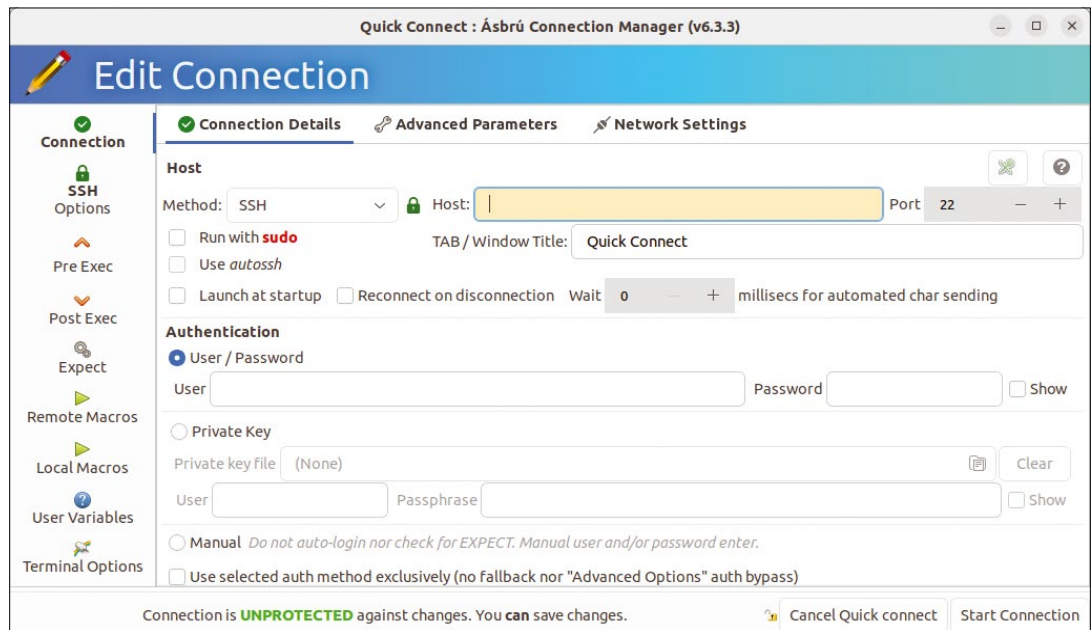 Quick Connect : Ásbrú Connection Manager (v6.3.3)
Edit Connection
Connection
SSH
Options
Pre Exec
Post Exec
Expect
Remote Macros
Local Macros
User Variables
Terminal Options
Connection Details Advanced Parameters Network Settings
Host
Method: SSH Host: Port 22 − +
Run with sudo TAB / Window Title: Quick Connect
Use autossh
Launch at startup Reconnect on disconnection Wait 0 − + millisecs for automated char sending
Authentication
User / Password
User Password Show
Private Key
Private key file (None) Clear
User Passphrase Show
Manual Do not auto-login nor check for EXPECT. Manual user and/or password enter.
Use selected auth method exclusively (no fallback nor "Advanced Options" auth bypass)
Connection is UNPROTECTED against changes. You can save changes. Cancel Quick connect Start Connection